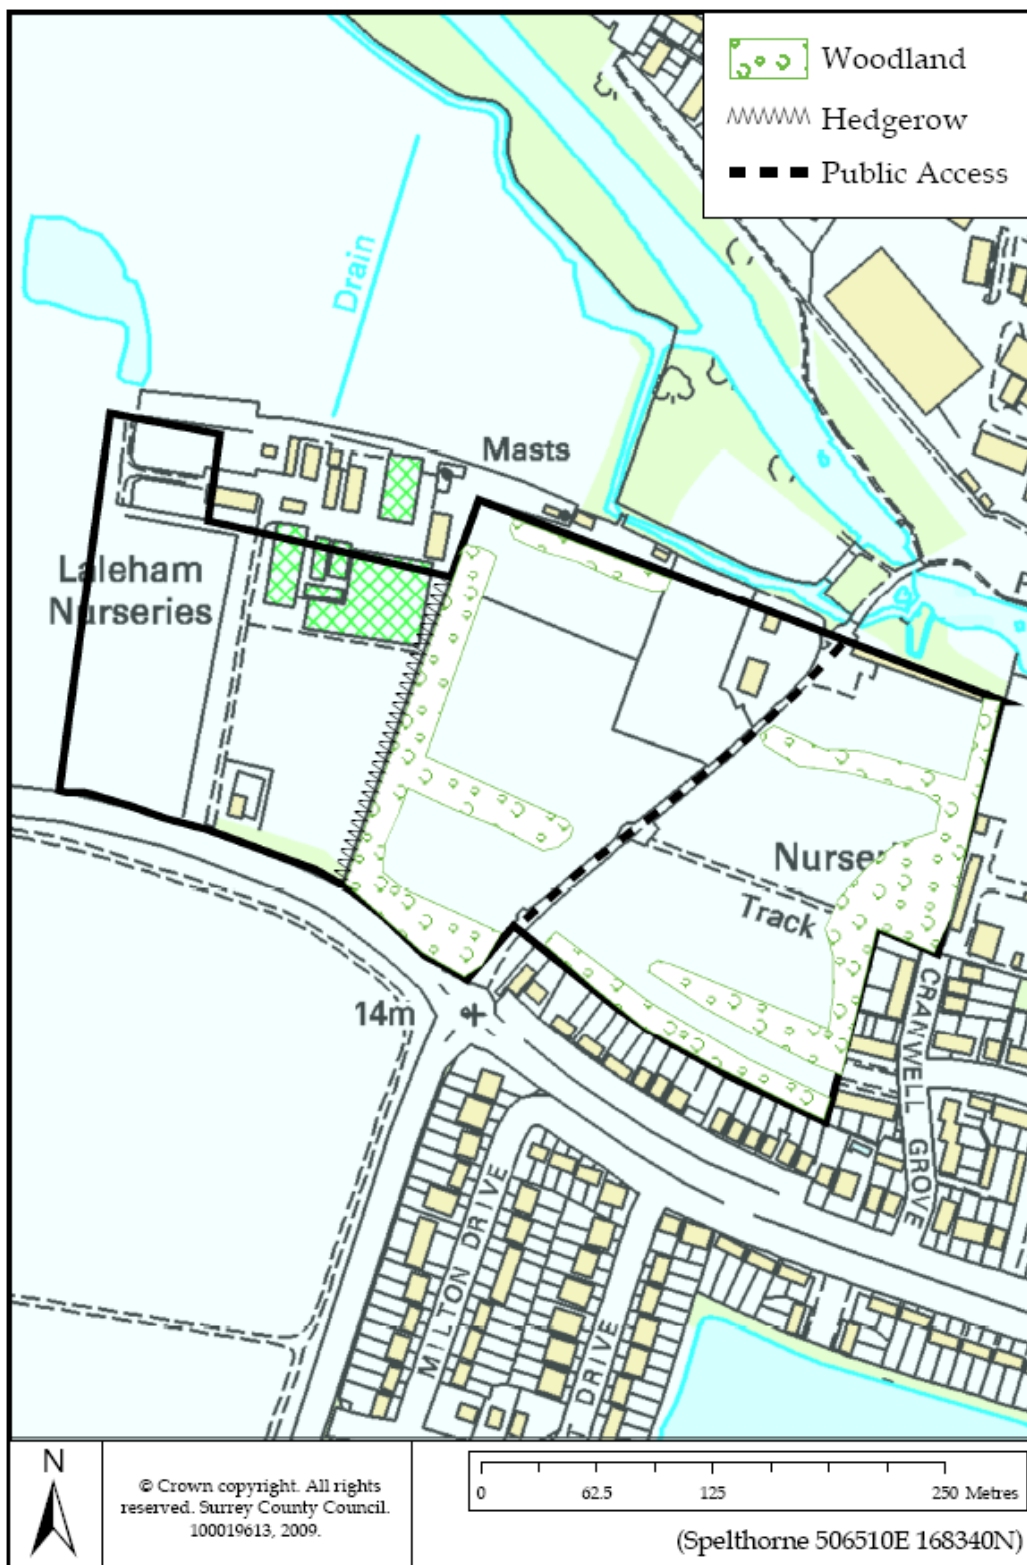 Woodland
Hedgerow
Public Access
Drain
Masts
Laleham
Nurseries
Track
14m
CRANWELL GROVE
MILTON DRIVE
DRIVE
N
© Crown copyright. All rights
reserved. Surrey County Council.
100019613, 2009.
0 62.5 125 250 Metres
(Spelthorne 506510E 168340N)